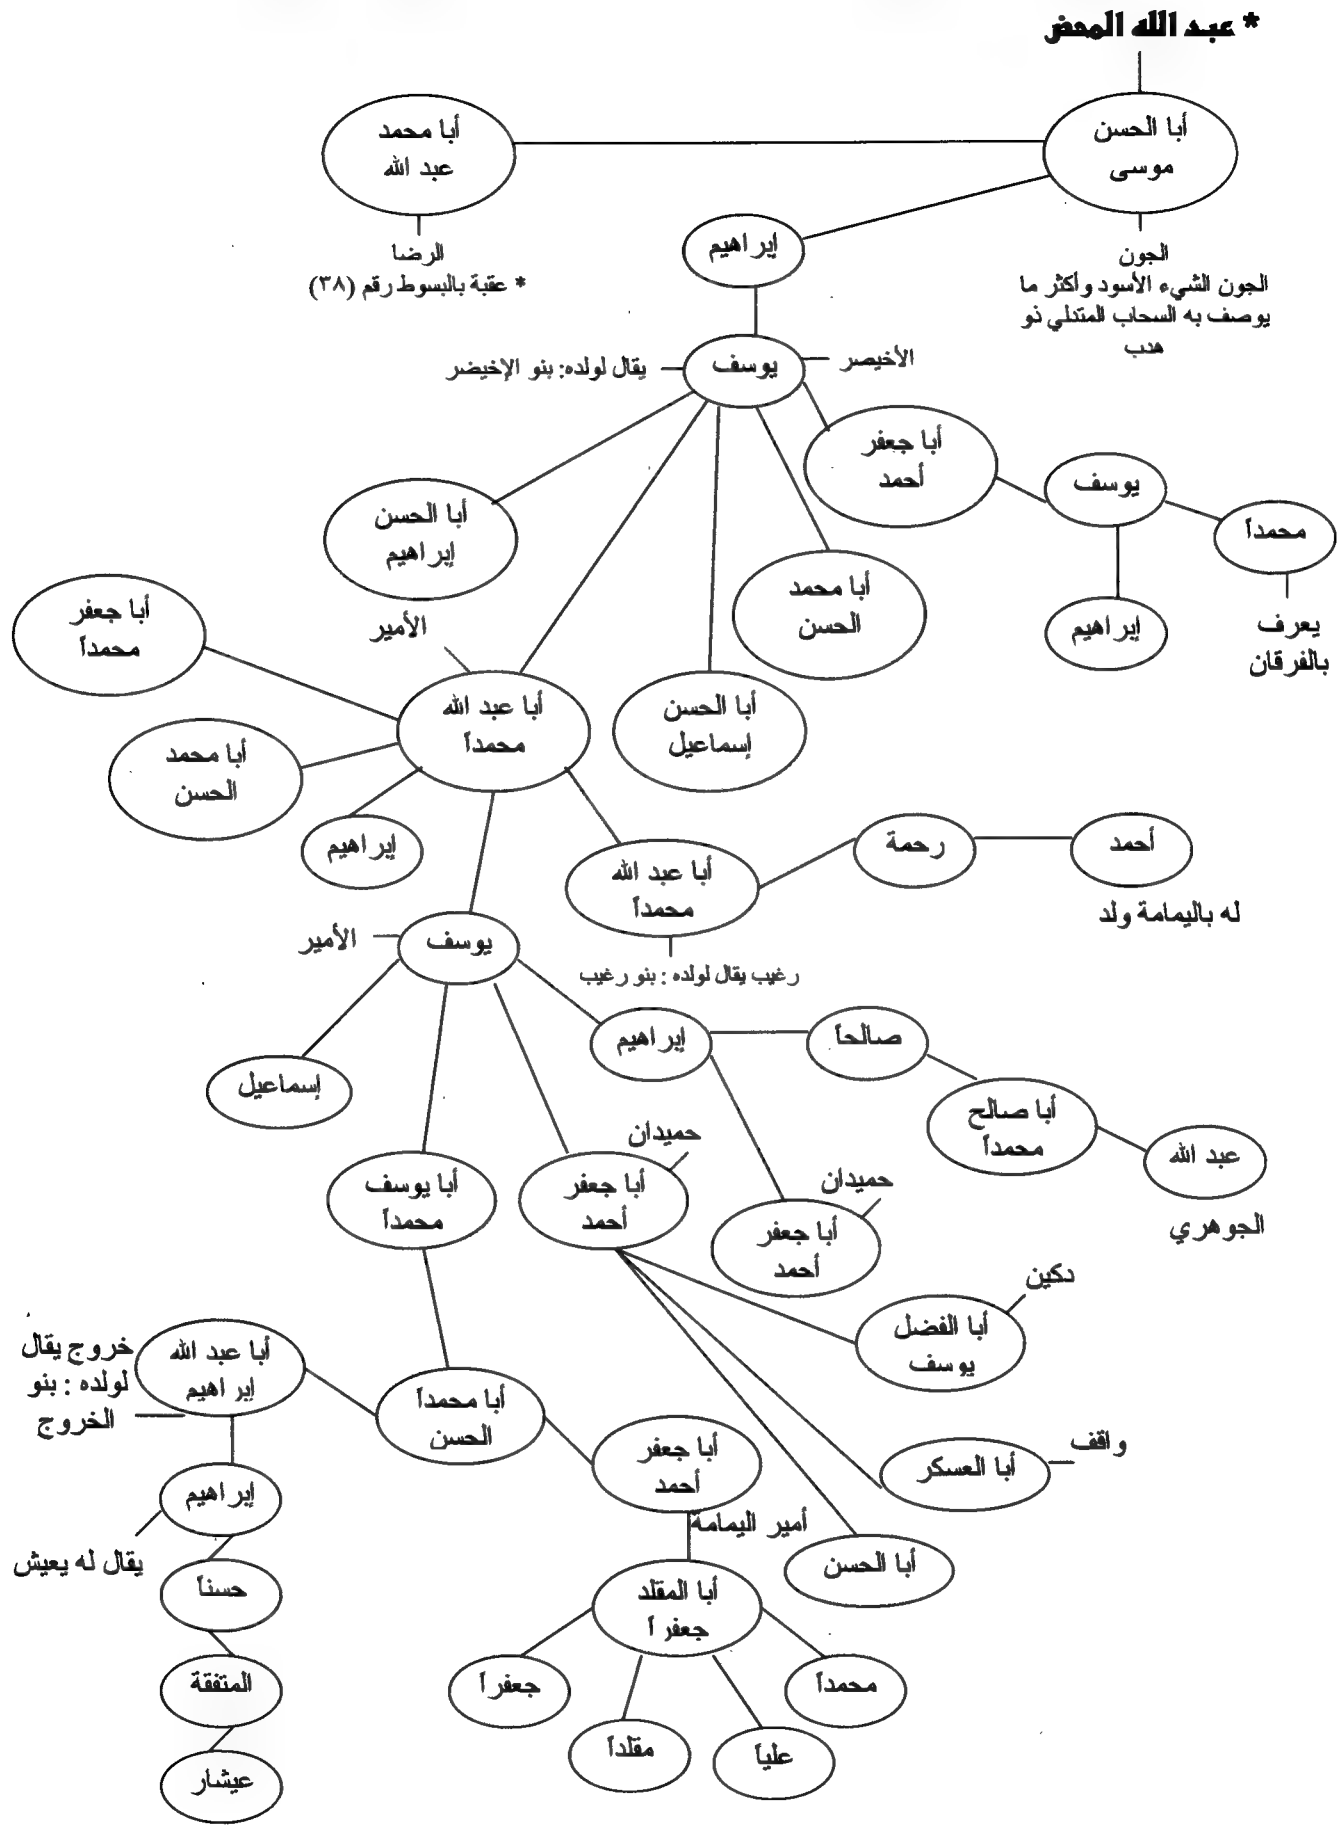 * عبد الله المحض
أبا الحسن
موسى
أبا محمد
عبد الله
الجون
الجون الشيء الأسود وأكثر ما
يوصف به السحاب المتدلي ذو
هدب
الرضا
* عقبة بالبسوط رقم (٣٨)
إبراهيم
يوسف
الأخيصر
يقال لولده: بنو الإخيضر
أبا جعفر
أحمد
يوسف
محمداً
يعرف
بالفرقان
إبراهيم
أبا محمد
الحسن
أبا الحسن
إسماعيل
أبا الحسن
إبراهيم
الأمير
أبا عبد الله
محمداً
أبا جعفر
محمداً
أبا محمد
الحسن
إبراهيم
أبا عبد الله
محمداً
رغيب يقال لولده : بنو رغيب
رحمة
أحمد
له باليمامة ولد
يوسف
الأمير
إبراهيم
صالحاً
أبا صالح
محمداً
عبد الله
الجوهري
حميدان
أبا جعفر
أحمد
إسماعيل
حميدان
أبا جعفر
أحمد
أبا يوسف
محمداً
دكين
أبا الفضل
يوسف
واقف
أبا العسكر
أبا الحسن
أبا محمداً
الحسن
أبا عبد الله
إبراهيم
خروج يقال
لولده : بنو
الخروج
أبا جعفر
أحمد
أمير اليمامة
أبا المقلد
جعفراً
محمداً
علياً
مقلداً
جعفراً
إبراهيم
يقال له يعيش
حسناً
المتفقة
عيشار